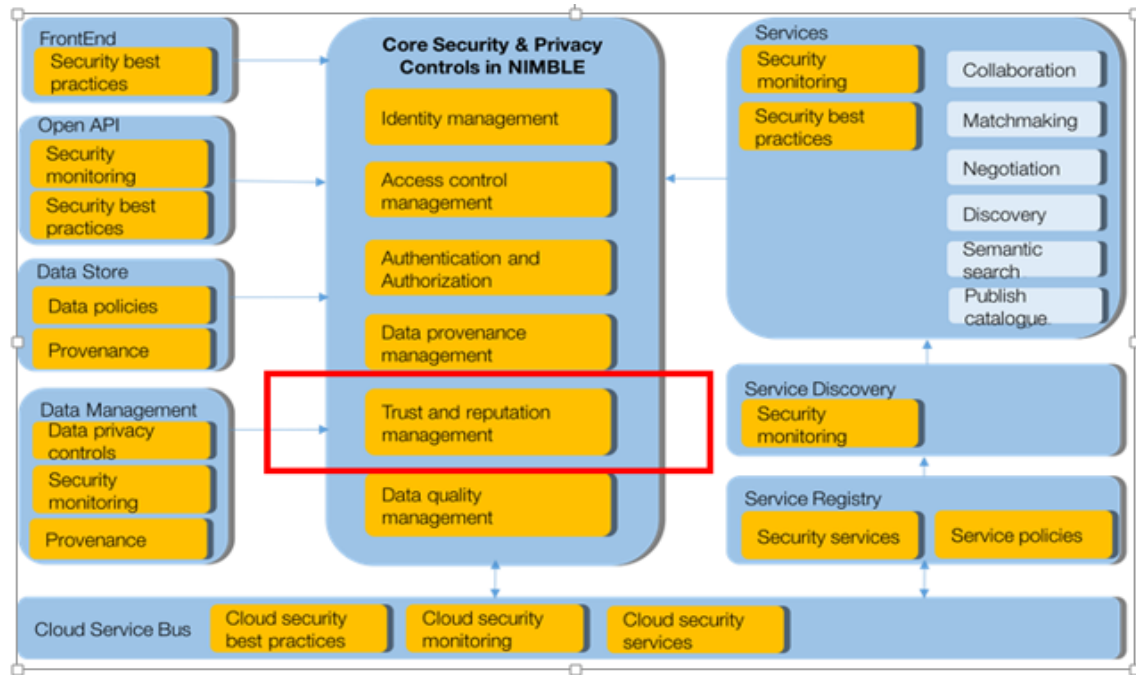 FrontEnd
Security best
practices
Open API
Security
monitoring
Security best
practices
Data Store
Data policies
Provenance
Data Management
Data privacy
controls
Security
monitoring
Provenance
Core Security & Privacy
Controls in NIMBLE
Identity management
Access control
management
Authentication and
Authorization
Data provenance
management
Trust and reputation
management
Data quality
management
Services
Security
monitoring
Security best
practices
Collaboration
Matchmaking
Negotiation
Discovery
Semantic
search
Publish
catalogue
Service Discovery
Security
monitoring
Service Registry
Security services
Service policies
Cloud Service Bus
Cloud security
best practices
Cloud security
monitoring
Cloud security
services